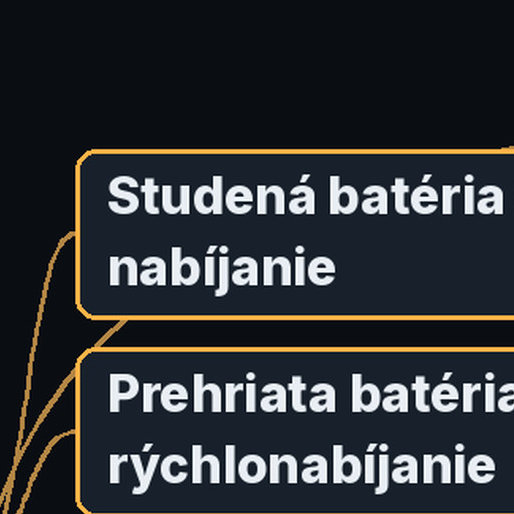 Studená batéria
nabíjanie
Prehriata batéria
rýchlonabíjanie